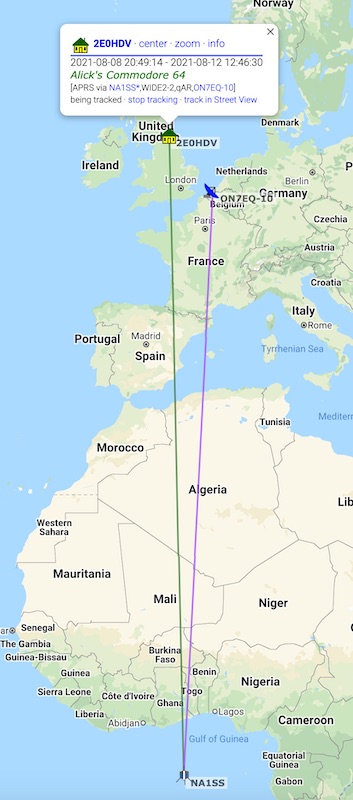 Norway
2E0HDV · center · zoom · info
2021-08-08 20:49:14 - 2021-08-12 12:46:30
Alick's Commodore 64
[APRS via NA1SS*,WIDE2-2,qAR,ON7EQ-10]
being tracked · stop tracking · track in Street View
Denmark
United
Kingdom
2E0HDV
Ireland
Netherlands
Berlin
London
Germany
ON7EQ-10
Belgium
Paris
Czechia
Austria
France
Croatia
Italy
Rome
Portugal
Madrid
Spain
Tyrrhenian Sea
Tunisia
Mediterr
Morocco
Algeria
Lib
Western
Sahara
Mauritania
Mali
Niger
ar
Senegal
The Gambia
Guinea-Bissau
Burkina
Faso
Guinea
Benin
Nigeria
Sierra Leone
Togo
Côte d'Ivoire
Ghana
Liberia
Lagos
Abidjan
Cameroon
Gulf of Guinea
Equatorial
Guinea
NA1SS
Gabon